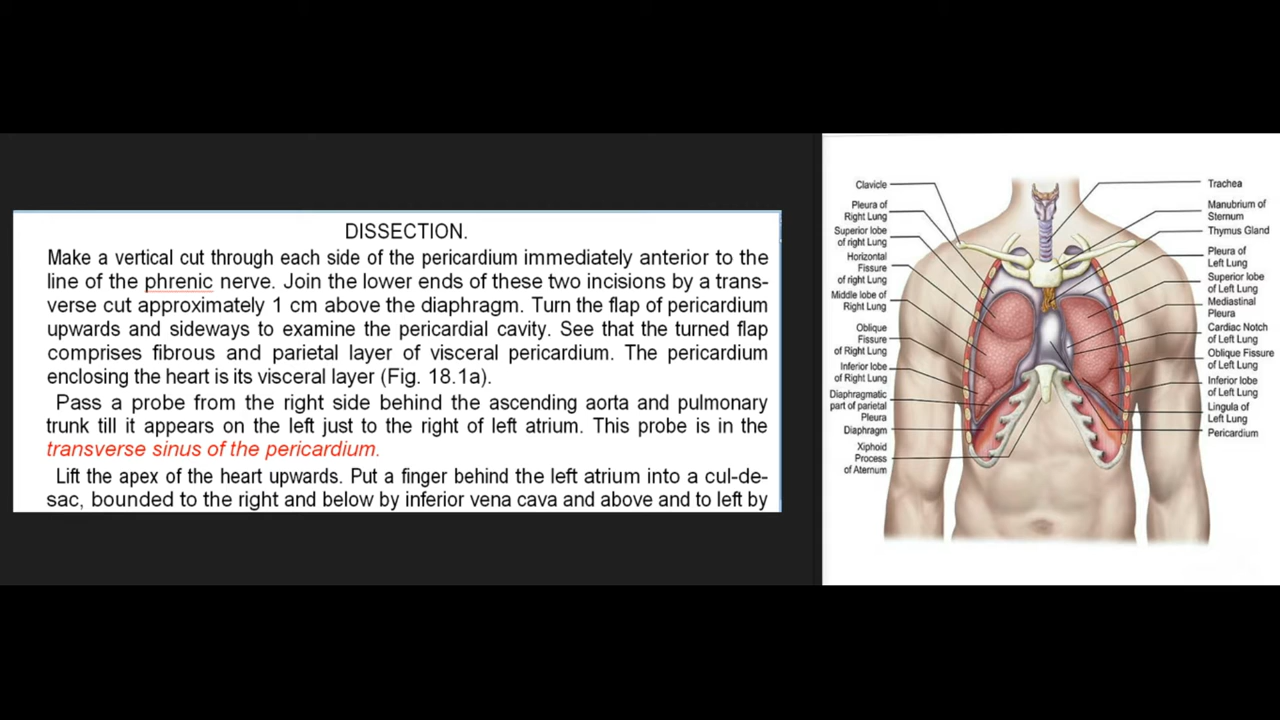 DISSECTION.
Make a vertical cut through each side of the pericardium immediately anterior to the
line of the phrenic nerve. Join the lower ends of these two incisions by a trans-
verse cut approximately 1 cm above the diaphragm. Turn the flap of pericardium
upwards and sideways to examine the pericardial cavity. See that the turned flap
comprises fibrous and parietal layer of visceral pericardium. The pericardium
enclosing the heart is its visceral layer (Fig. 18.1a).
Pass a probe from the right side behind the ascending aorta and pulmonary
trunk till it appears on the left just to the right of left atrium. This probe is in the
transverse sinus of the pericardium.
Lift the apex of the heart upwards. Put a finger behind the left atrium into a cul-de-
sac, bounded to the right and below by inferior vena cava and above and to left by
Clavicle
Pleura of
Right Lung
Superior lobe
of right Lung
Horizontal
Fissure
of right Lung
Middle lobe of
Right Lung
Oblique
Fissure
of Right Lung
Inferior lobe
of Right Lung
Diaphragmatic
part of parietal
Pleura
Diaphragm
Xiphoid
Process
of Aternum
Trachea
Manubrium of
Sternum
Thymus Gland
Pleura of
Left Lung
Superior lobe
of Left Lung
Mediastinal
Pleura
Cardiac Notch
of Left Lung
Oblique Fissure
of Left Lung
Inferior lobe
of Left Lung
Lingula of
Left Lung
Pericardium